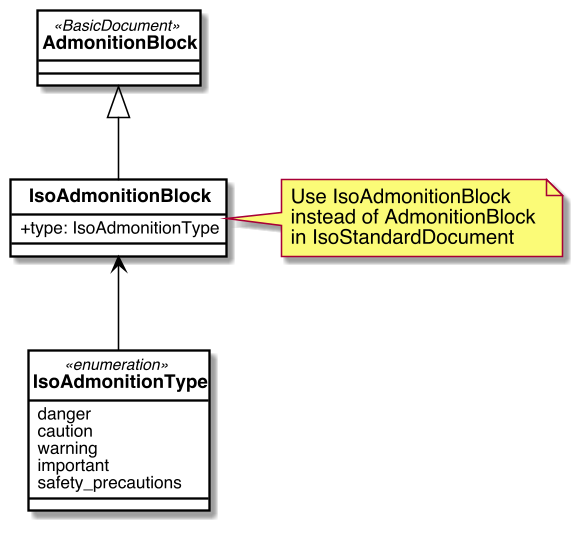 «BasicDocument»
AdmonitionBlock
IsoAdmonitionBlock
+type: IsoAdmonitionType
Use IsoAdmonitionBlock
instead of AdmonitionBlock
in IsoStandardDocument
«enumeration»
IsoAdmonitionType
danger
caution
warning
important
safety_precautions